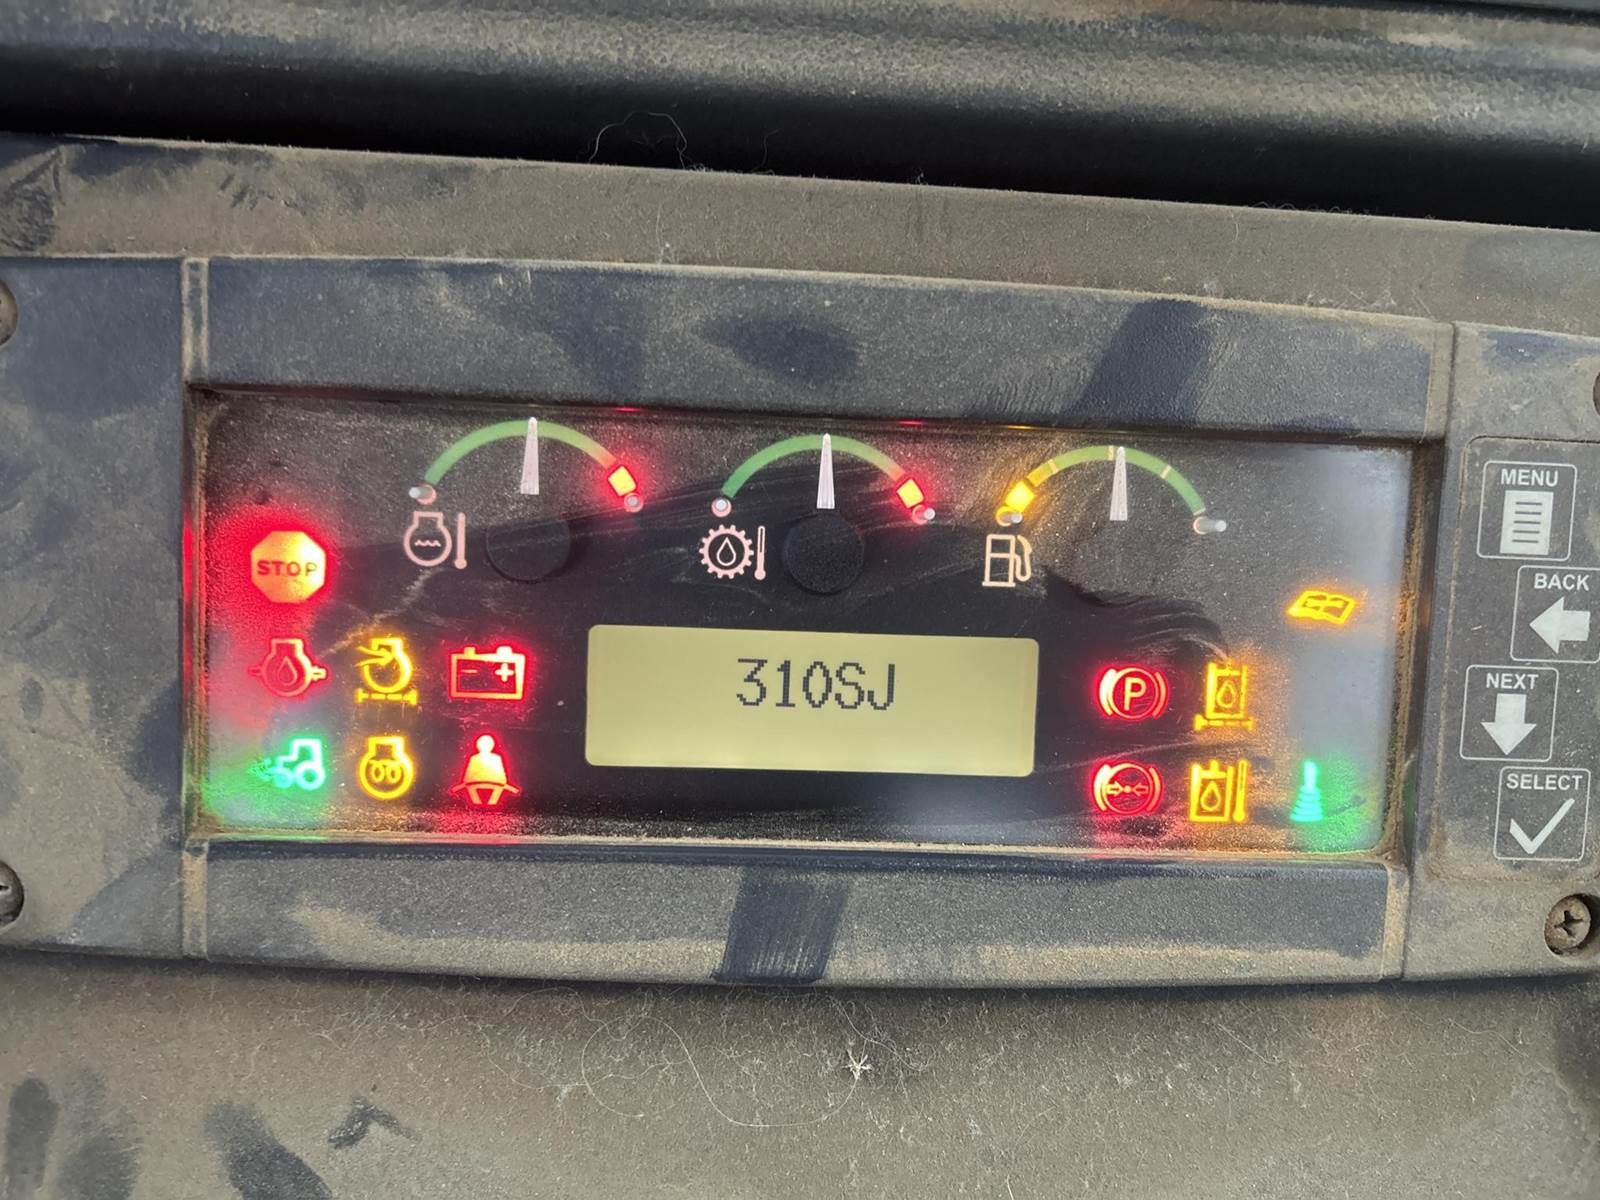 STOP
310SJ
P
MENU
BACK
NEXT
SELECT